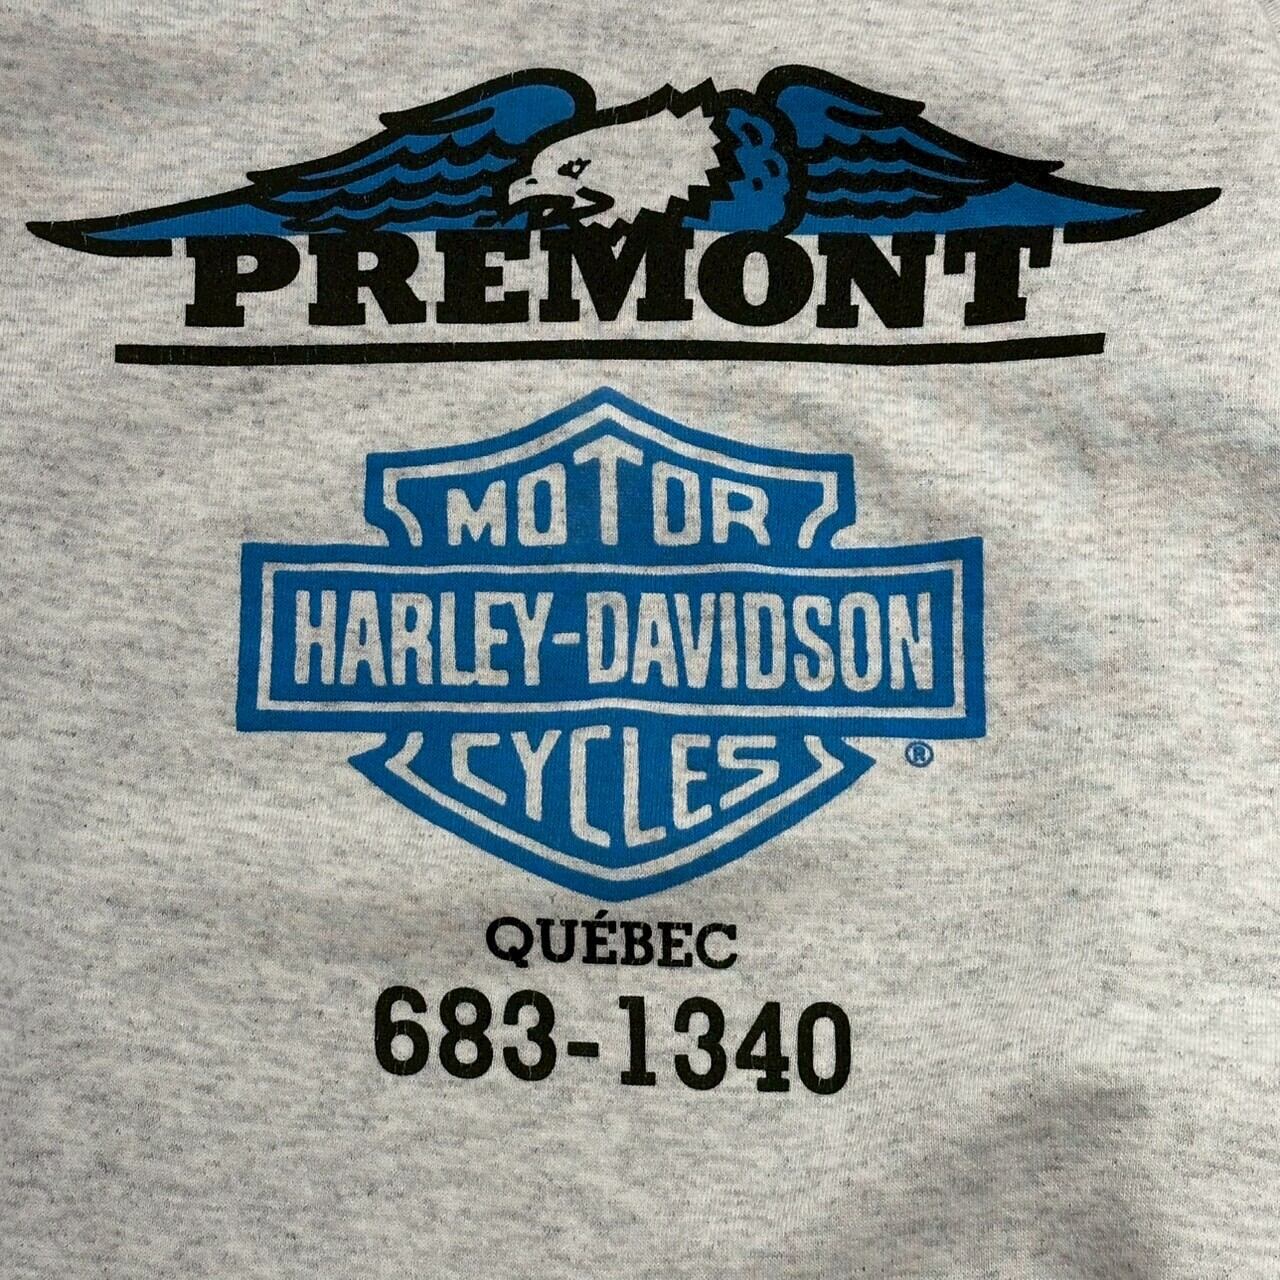 PREMONT
MOTOR
HARLEY-DAVIDSON
CYCLES
®
QUÉBEC
683-1340